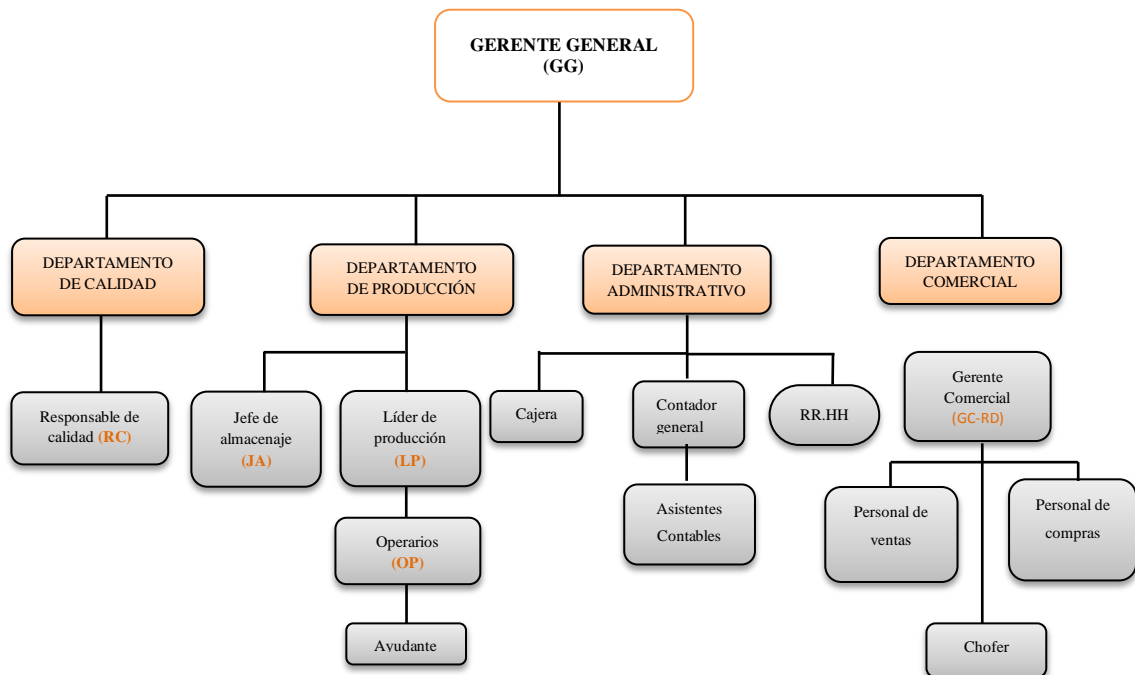 GERENTE GENERAL
(GG)
DEPARTAMENTO
DE CALIDAD
DEPARTAMENTO
DE PRODUCCIÓN
DEPARTAMENTO
ADMINISTRATIVO
DEPARTAMENTO
COMERCIAL
Responsable de
calidad (RC)
Jefe de
almacenaje
(JA)
Líder de
producción
(LP)
Cajera
Contador
general
RR.HH
Gerente
Comercial
(GC-RD)
Operarios
(OP)
Asistentes
Contables
Personal de
ventas
Personal de
compras
Ayudante
Chofer